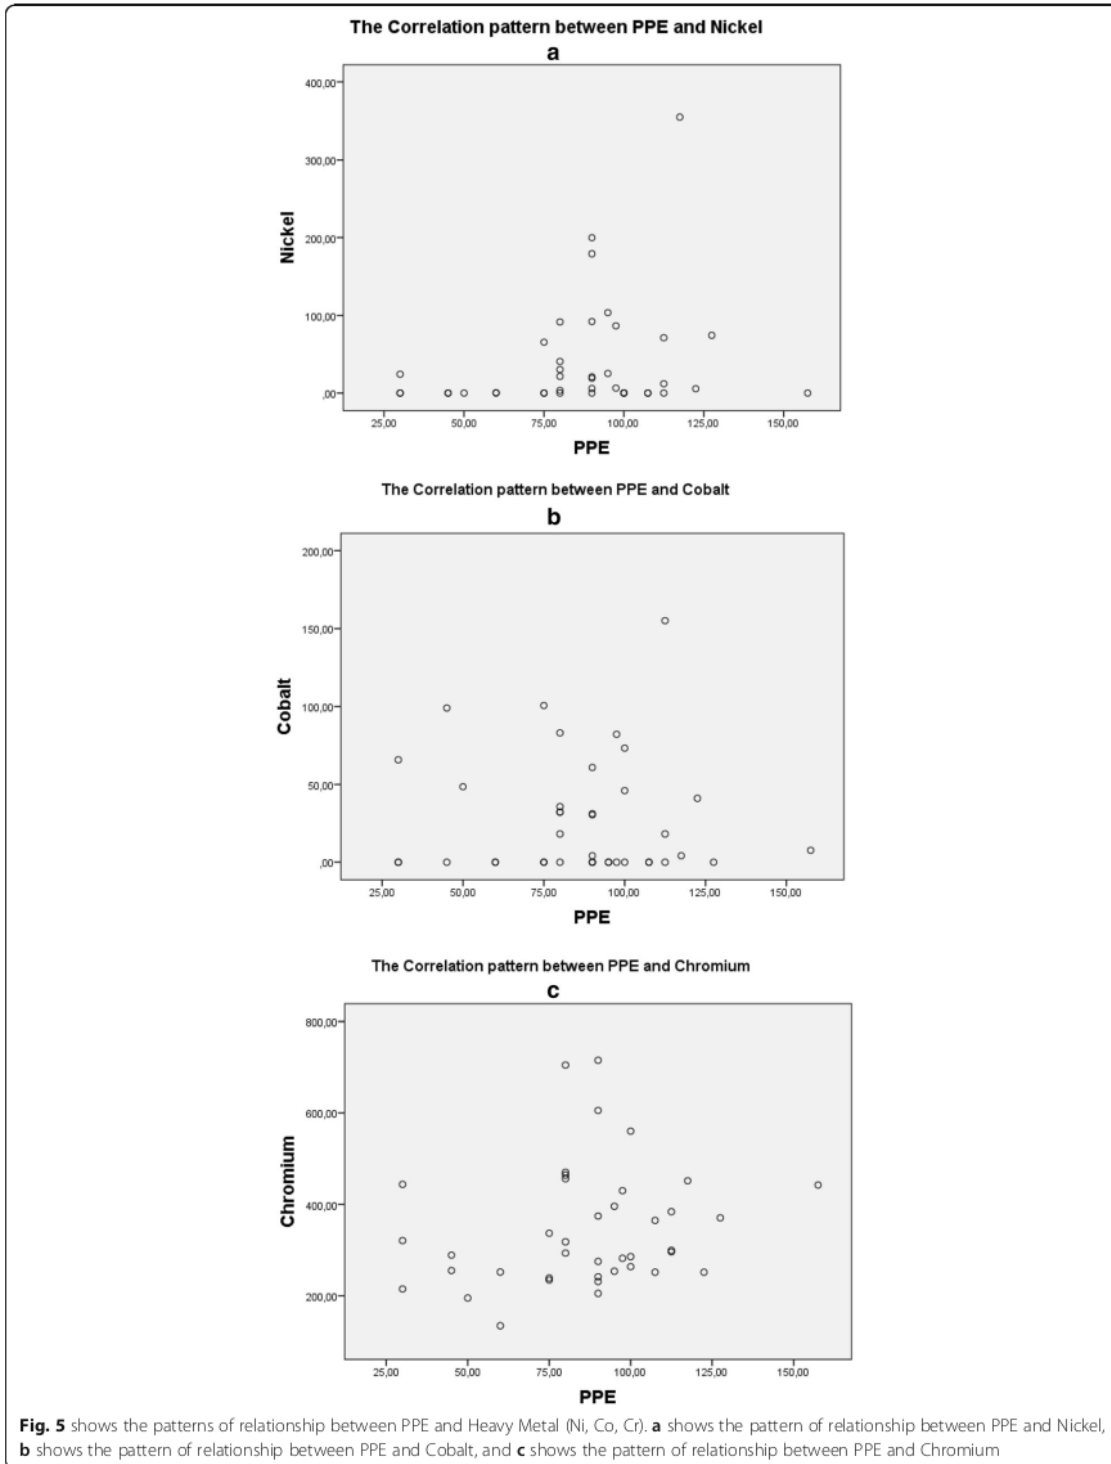 The Correlation pattern between PPE and Nickel
a
400,00
300,00
200,00
100,00
,00
Nickel
25,00 50,00 75,00 100,00 125,00 150,00
PPE
The Correlation pattern between PPE and Cobalt
b
200,00
150,00
100,00
50,00
,00
Cobalt
25,00 50,00 75,00 100,00 125,00 150,00
PPE
The Correlation pattern between PPE and Chromium
c
800,00
600,00
400,00
200,00
Chromium
25,00 50,00 75,00 100,00 125,00 150,00
PPE
Fig. 5 shows the patterns of relationship between PPE and Heavy Metal (Ni, Co, Cr). a shows the pattern of relationship between PPE and Nickel,
b shows the pattern of relationship between PPE and Cobalt, and c shows the pattern of relationship between PPE and Chromium